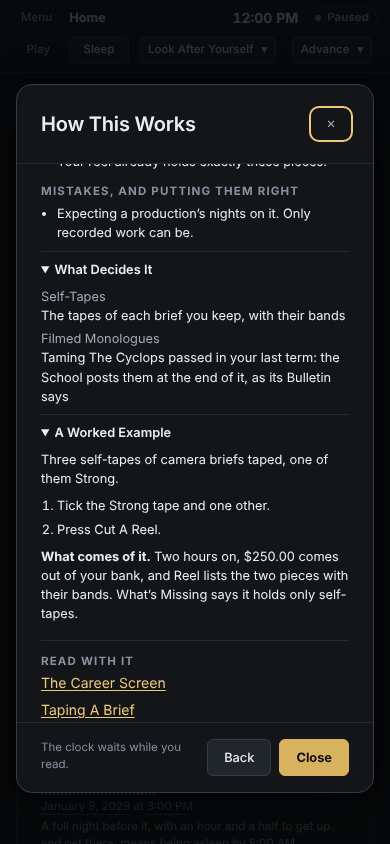 Menu Home 12:00 PM Paused
Play Sleep Look After Yourself ▾ Advance ▾
How This Works
×
Your reel already holds exactly these pieces.
MISTAKES, AND PUTTING THEM RIGHT
• Expecting a production’s nights on it. Only
recorded work can be.
▼ What Decides It
Self-Tapes
The tapes of each brief you keep, with their bands
Filmed Monologues
Taming The Cyclops passed in your last term: the
School posts them at the end of it, as its Bulletin
says
▼ A Worked Example
Three self-tapes of camera briefs taped, one of
them Strong.
1. Tick the Strong tape and one other.
2. Press Cut A Reel.
What comes of it. Two hours on, $250.00 comes
out of your bank, and Reel lists the two pieces with
their bands. What’s Missing says it holds only self-
tapes.
READ WITH IT
The Career Screen
Taping A Brief
The clock waits while you
read.
Back Close
January 9, 2029 at 3:00 PM
A full night before it, with an hour and a half to get up